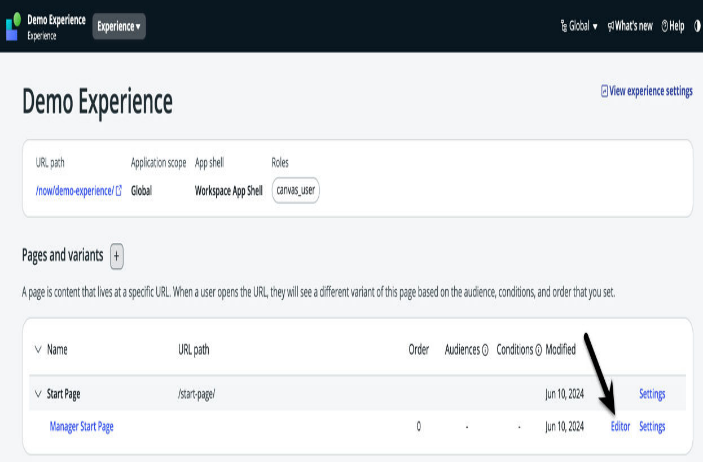 Demo Experience
Experience
Experience ▾
Global ▾ What's new Help
Demo Experience
View experience settings
URL path Application scope App shell Roles
/now/demo-experience/ Global Workspace App Shell canvas_user
Pages and variants +
A page is content that lives at a specific URL. When a user opens the URL, they will see a different variant of this page based on the audience, conditions, and order that you set.
Name URL path Order Audiences Conditions Modified
Start Page /start-page/ Jun 10, 2024 Settings
Manager Start Page 0 - - Jun 10, 2024 Editor Settings